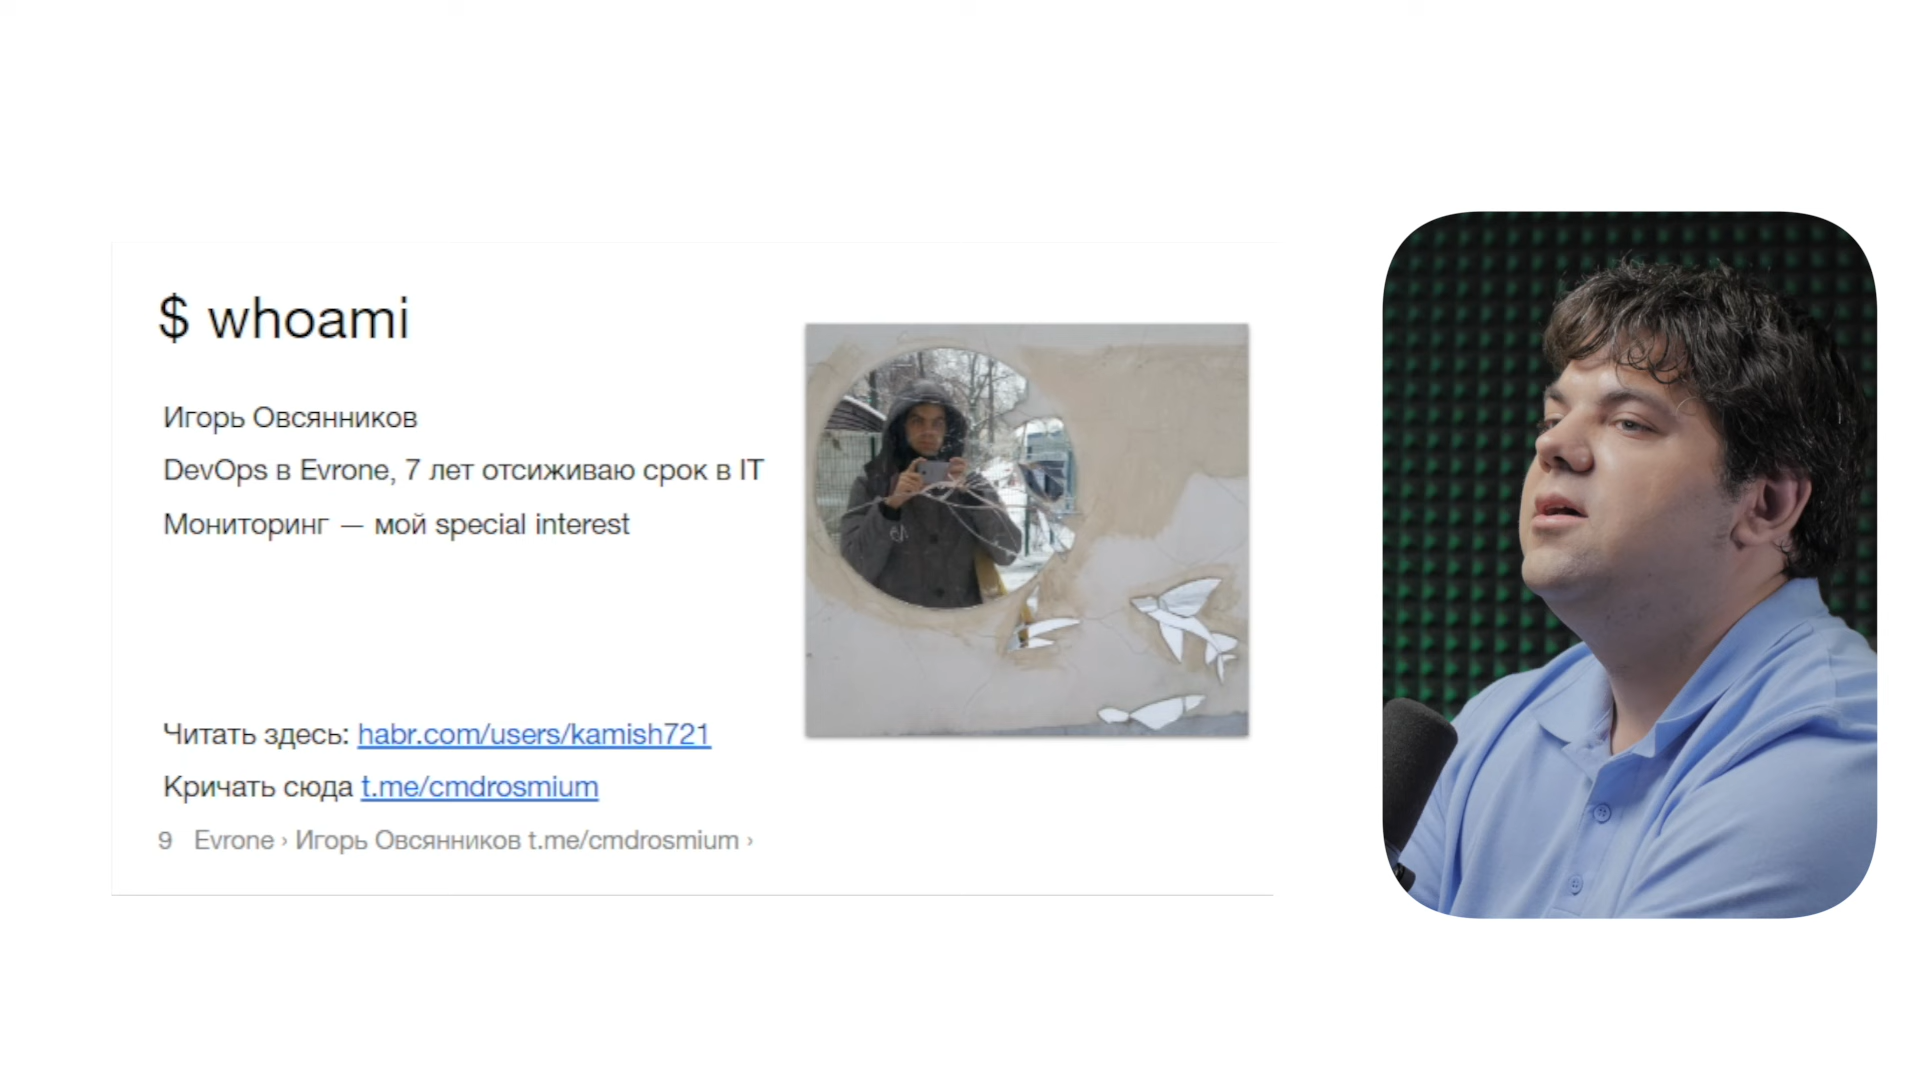 $ whoami
Игорь Овсянников
DevOps в Evrone, 7 лет отсиживаю срок в IT
Мониторинг — мой special interest
Читать здесь: habr.com/users/kamish721
Кричать сюда t.me/cmdrosmium
9 Evrone › Игорь Овсянников t.me/cmdrosmium ›